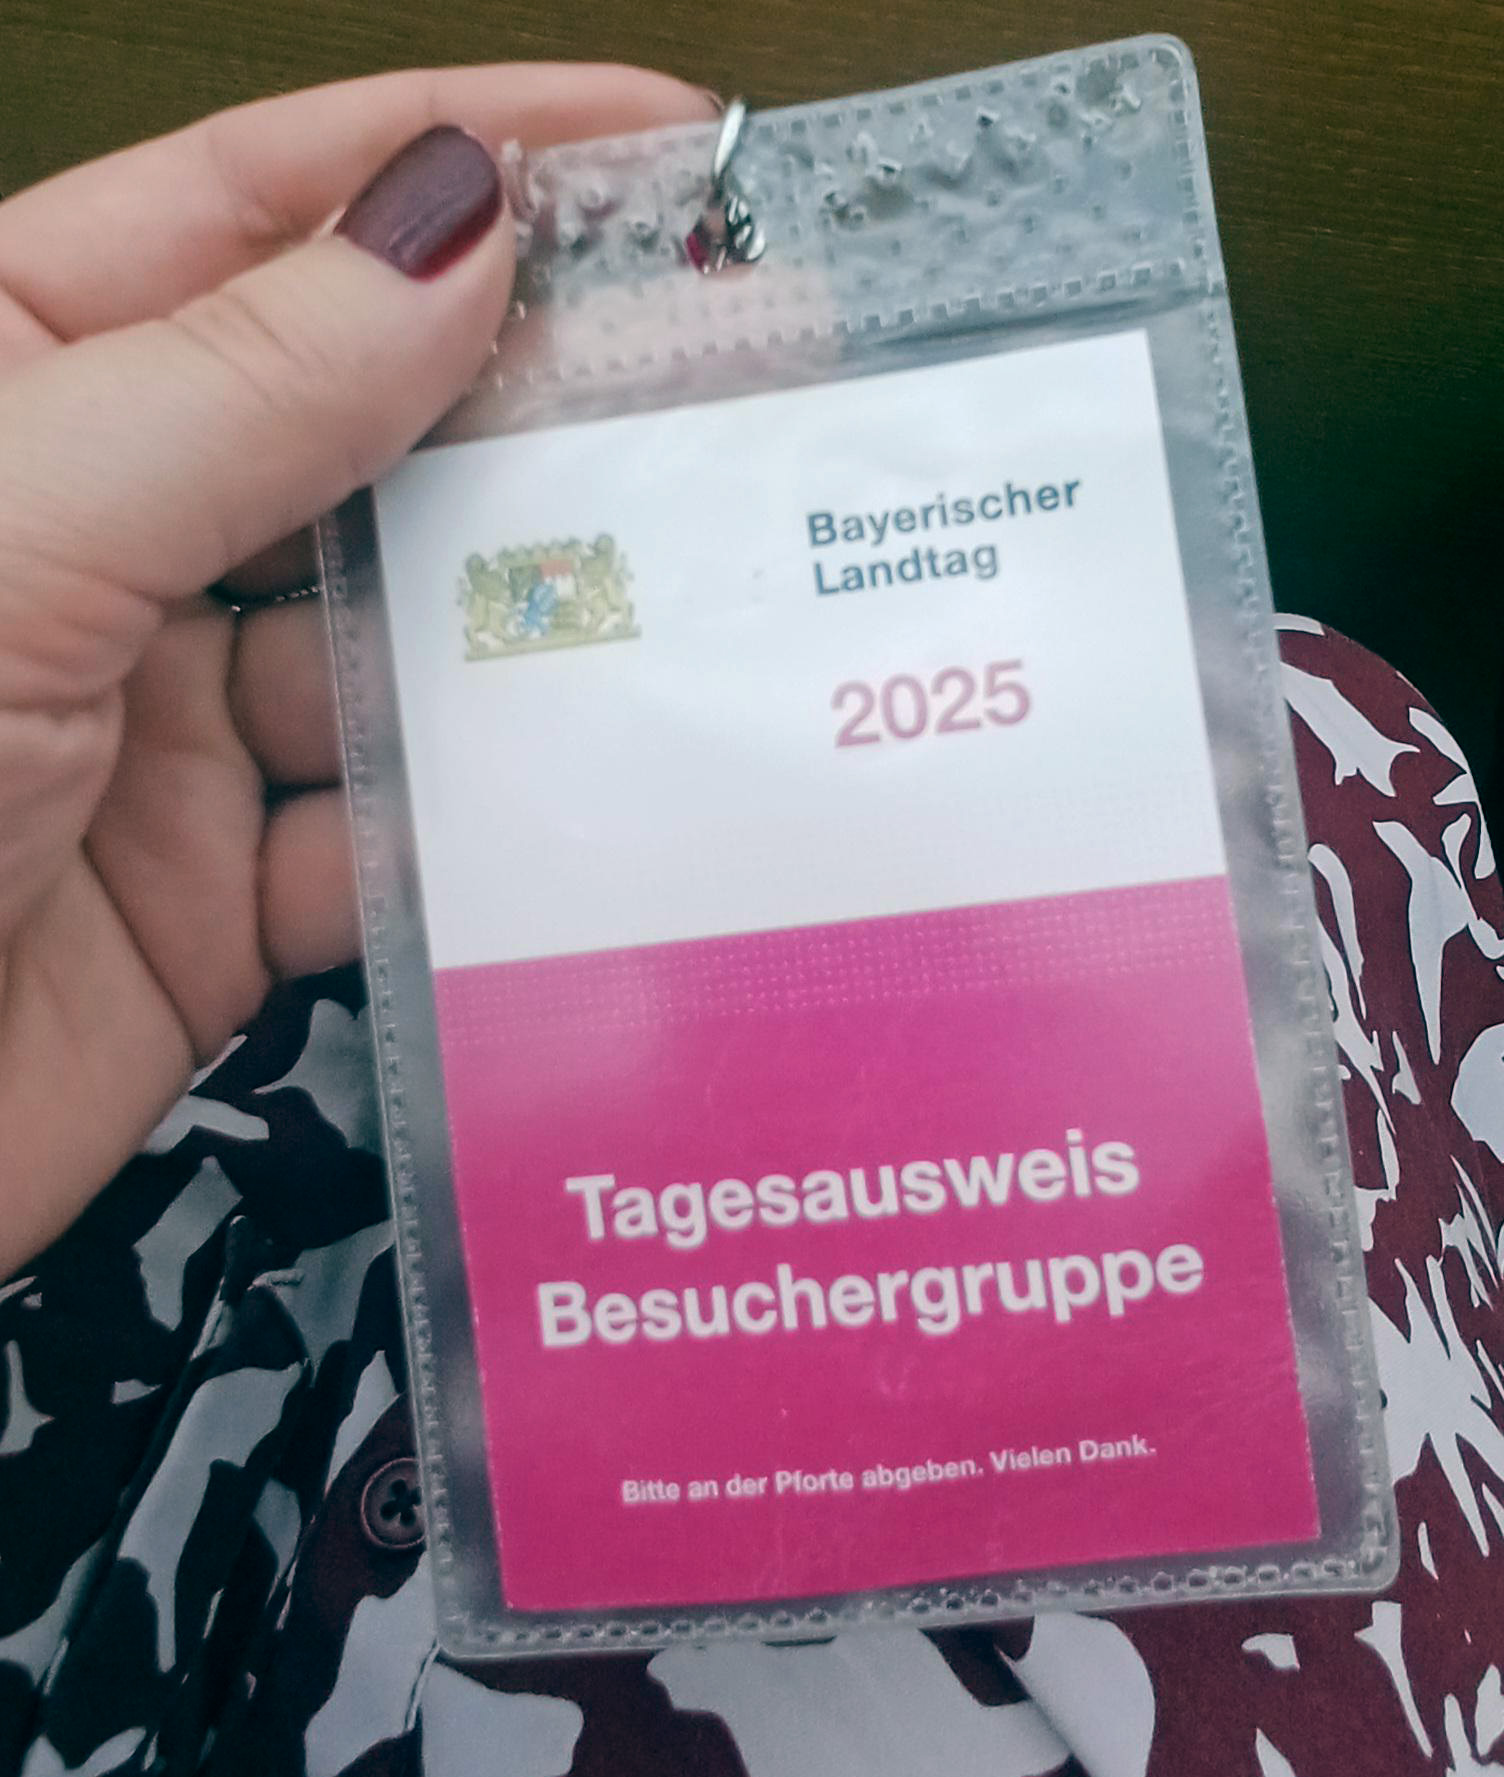 Bayerischer
Landtag
2025
Tagesausweis
Besuchergruppe
Bitte an der Pforte abgeben. Vielen Dank.